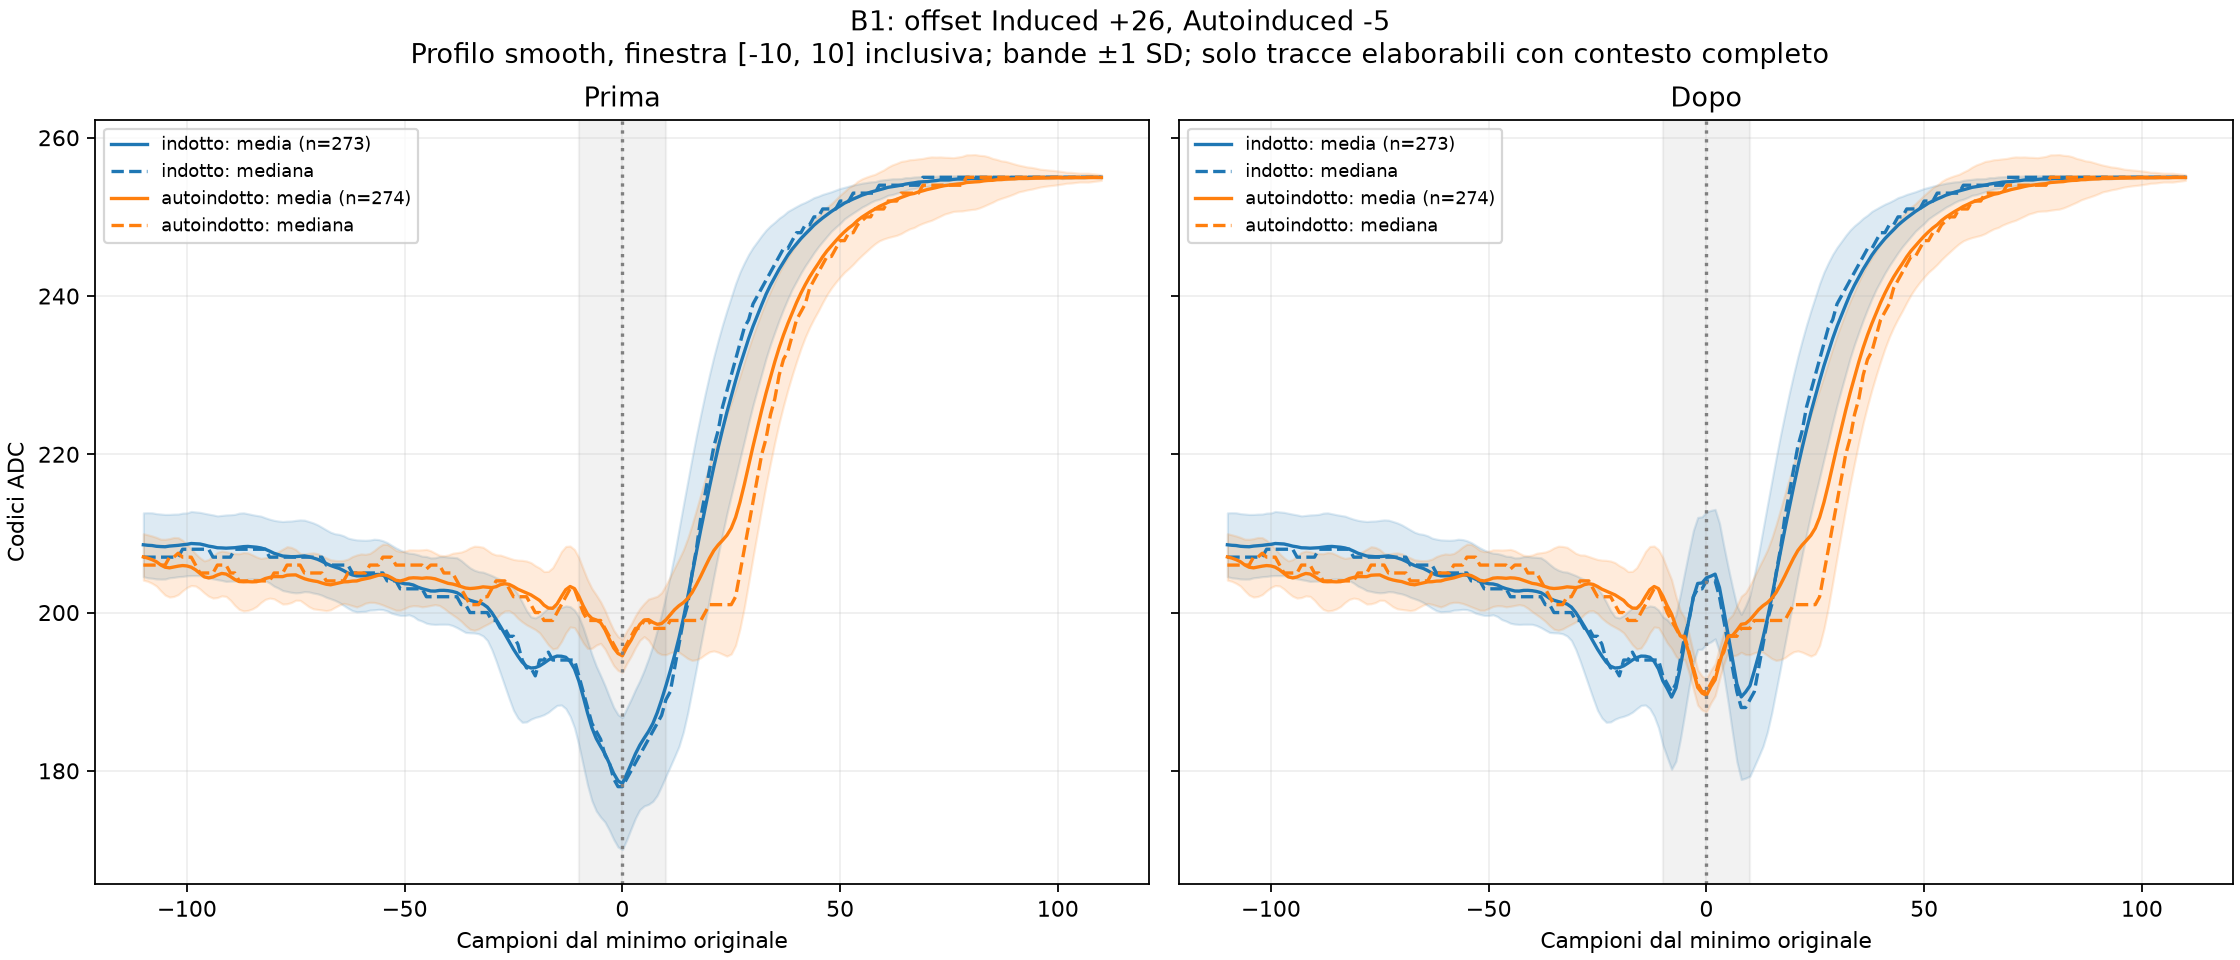 B1: offset Induced +26, Autoinduced -5
Profilo smooth, finestra [-10, 10] inclusiva; bande ±1 SD; solo tracce elaborabili con contesto completo
Prima
indotto: media (n=273)
indotto: mediana
autoindotto: media (n=274)
autoindotto: mediana
Codici ADC
260
240
220
200
180
−100
−50
0
50
100
Campioni dal minimo originale
Dopo
indotto: media (n=273)
indotto: mediana
autoindotto: media (n=274)
autoindotto: mediana
−100
−50
0
50
100
Campioni dal minimo originale